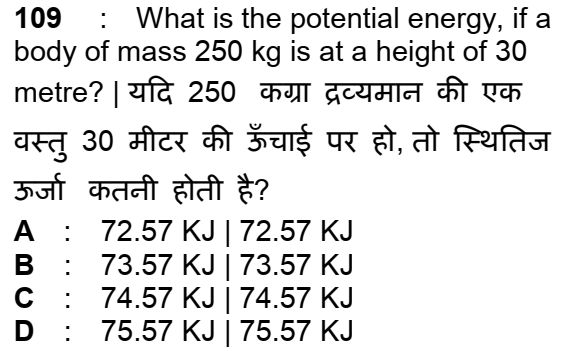 109 : What is the potential energy, if a
body of mass 250 kg is at a height of 30
metre? | यदि 250 कग्रा द्रव्यमान की एक
वस्तु 30 मीटर की ऊँचाई पर हो, तो स्थितिज
ऊर्जा कतनी होती है?
A : 72.57 KJ | 72.57 KJ
B : 73.57 KJ | 73.57 KJ
C : 74.57 KJ | 74.57 KJ
D : 75.57 KJ | 75.57 KJ